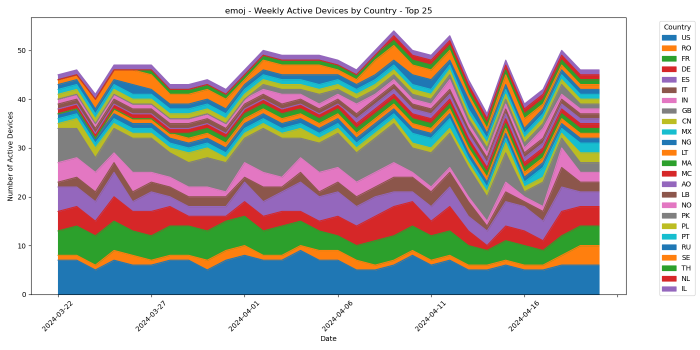 emoj - Weekly Active Devices by Country - Top 25
Number of Active Devices
50
40
30
20
10
0
2024-03-22
2024-03-27
2024-04-01
2024-04-06
2024-04-11
2024-04-16
Date
Country
US
RO
FR
DE
ES
IT
IN
GB
CN
MX
NG
LT
MA
MC
AO
LB
NO
PK
PL
PT
RU
SE
TH
NL
IL